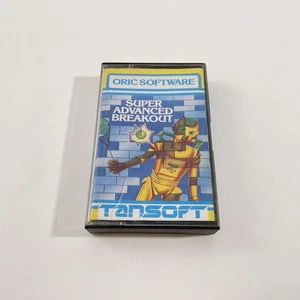 ORIC SOFTWARE
SUPER
ADVANCED
BREAKOUT
TANSOFT